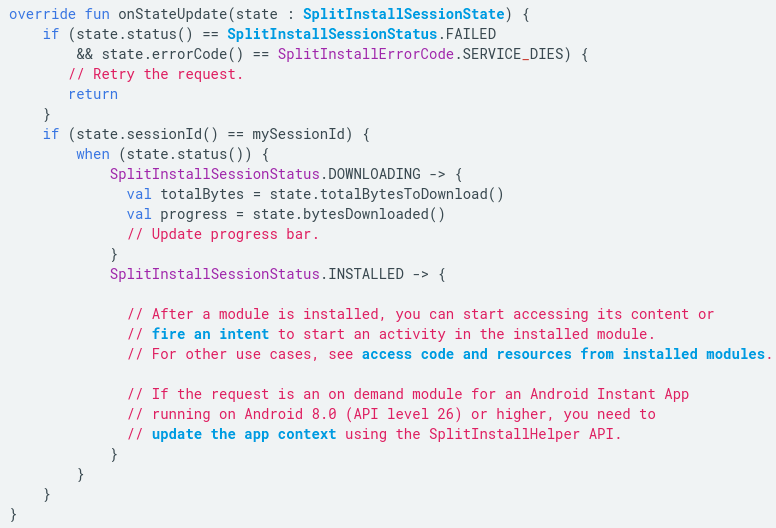 override fun onStateUpdate(state : SplitInstallSessionState) {
    if (state.status() == SplitInstallSessionStatus.FAILED
        && state.errorCode() == SplitInstallErrorCode.SERVICE_DIES) {
       // Retry the request.
       return
    }
    if (state.sessionId() == mySessionId) {
        when (state.status()) {
            SplitInstallSessionStatus.DOWNLOADING -> {
              val totalBytes = state.totalBytesToDownload()
              val progress = state.bytesDownloaded()
              // Update progress bar.
            }
            SplitInstallSessionStatus.INSTALLED -> {

              // After a module is installed, you can start accessing its content or
              // fire an intent to start an activity in the installed module.
              // For other use cases, see access code and resources from installed modules.

              // If the request is an on demand module for an Android Instant App
              // running on Android 8.0 (API level 26) or higher, you need to
              // update the app context using the SplitInstallHelper API.
            }
        }
    }
}